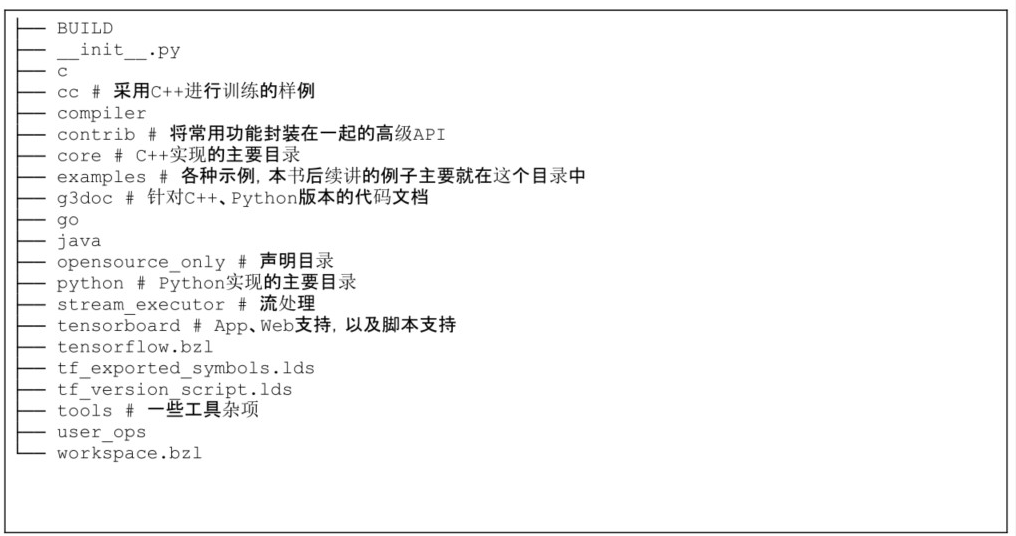 ├── BUILD
├── __init__.py
├── c
├── cc # 采用C++进行训练的样例
├── compiler
├── contrib # 将常用功能封装在一起的高级API
├── core # C++实现的主要目录
├── examples # 各种示例，本书后续讲的例子主要就在这个目录中
├── g3doc # 针对C++、Python版本的代码文档
├── go
├── java
├── opensource_only # 声明目录
├── python # Python实现的主要目录
├── stream_executor # 流处理
├── tensorboard # App、Web支持，以及脚本支持
├── tensorflow.bzl
├── tf_exported_symbols.lds
├── tf_version_script.lds
├── tools # 一些工具杂项
├── user_ops
└── workspace.bzl